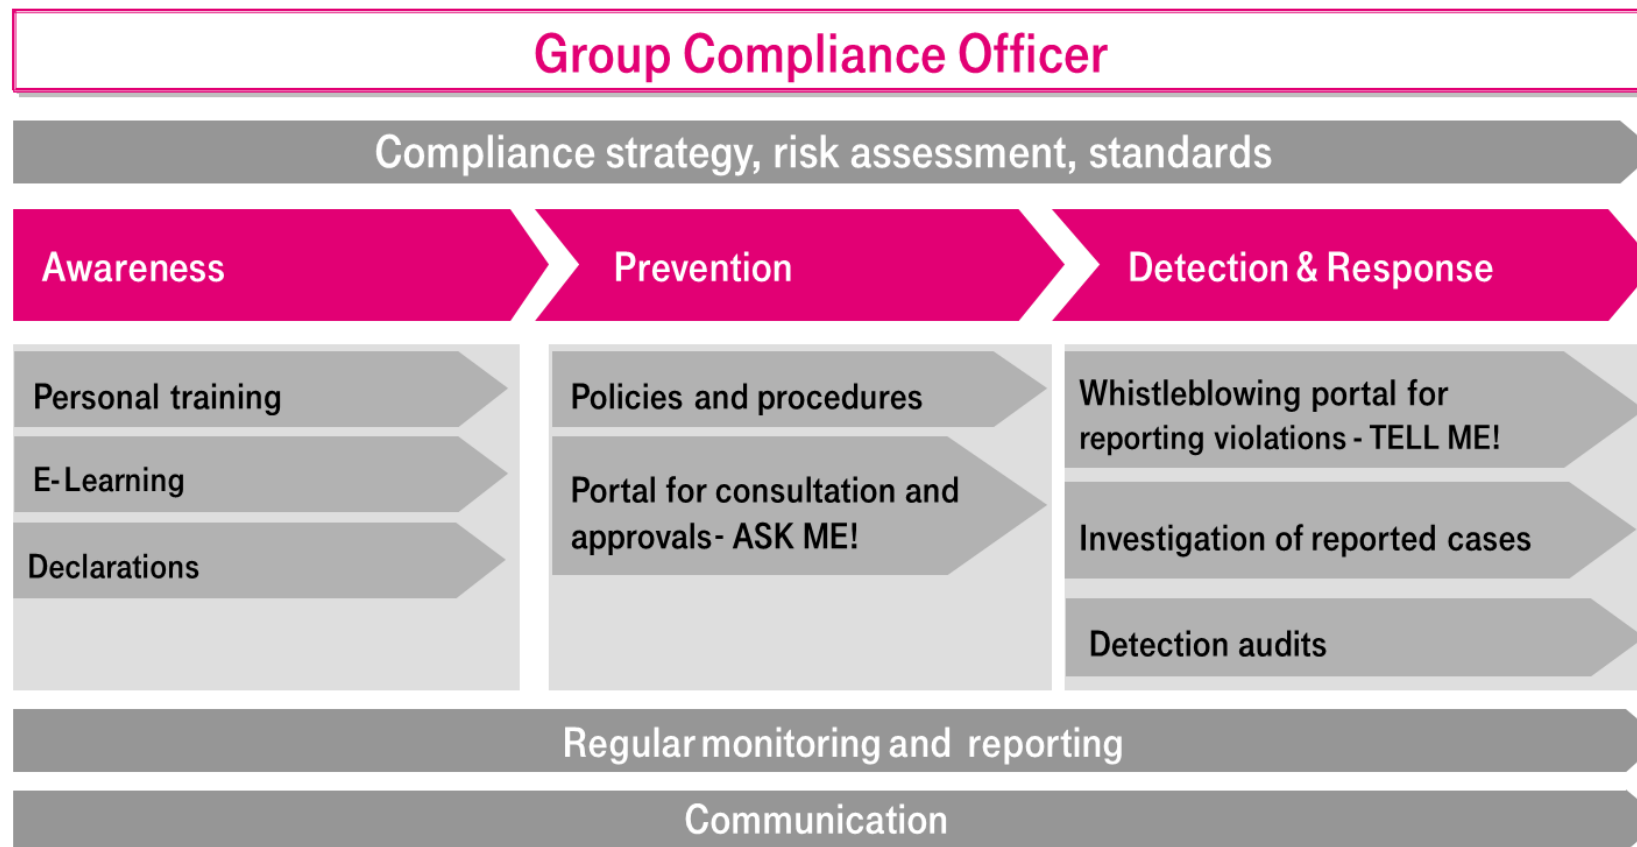 Group Compliance Officer
Compliance strategy, risk assessment, standards
Awareness
Prevention
Detection & Response
Personal training
E-Learning
Declarations
Policies and procedures
Portal for consultation and
approvals- ASK ME!
Whistleblowing portal for
reporting violations - TELL ME!
Investigation of reported cases
Detection audits
Regular monitoring and reporting
Communication